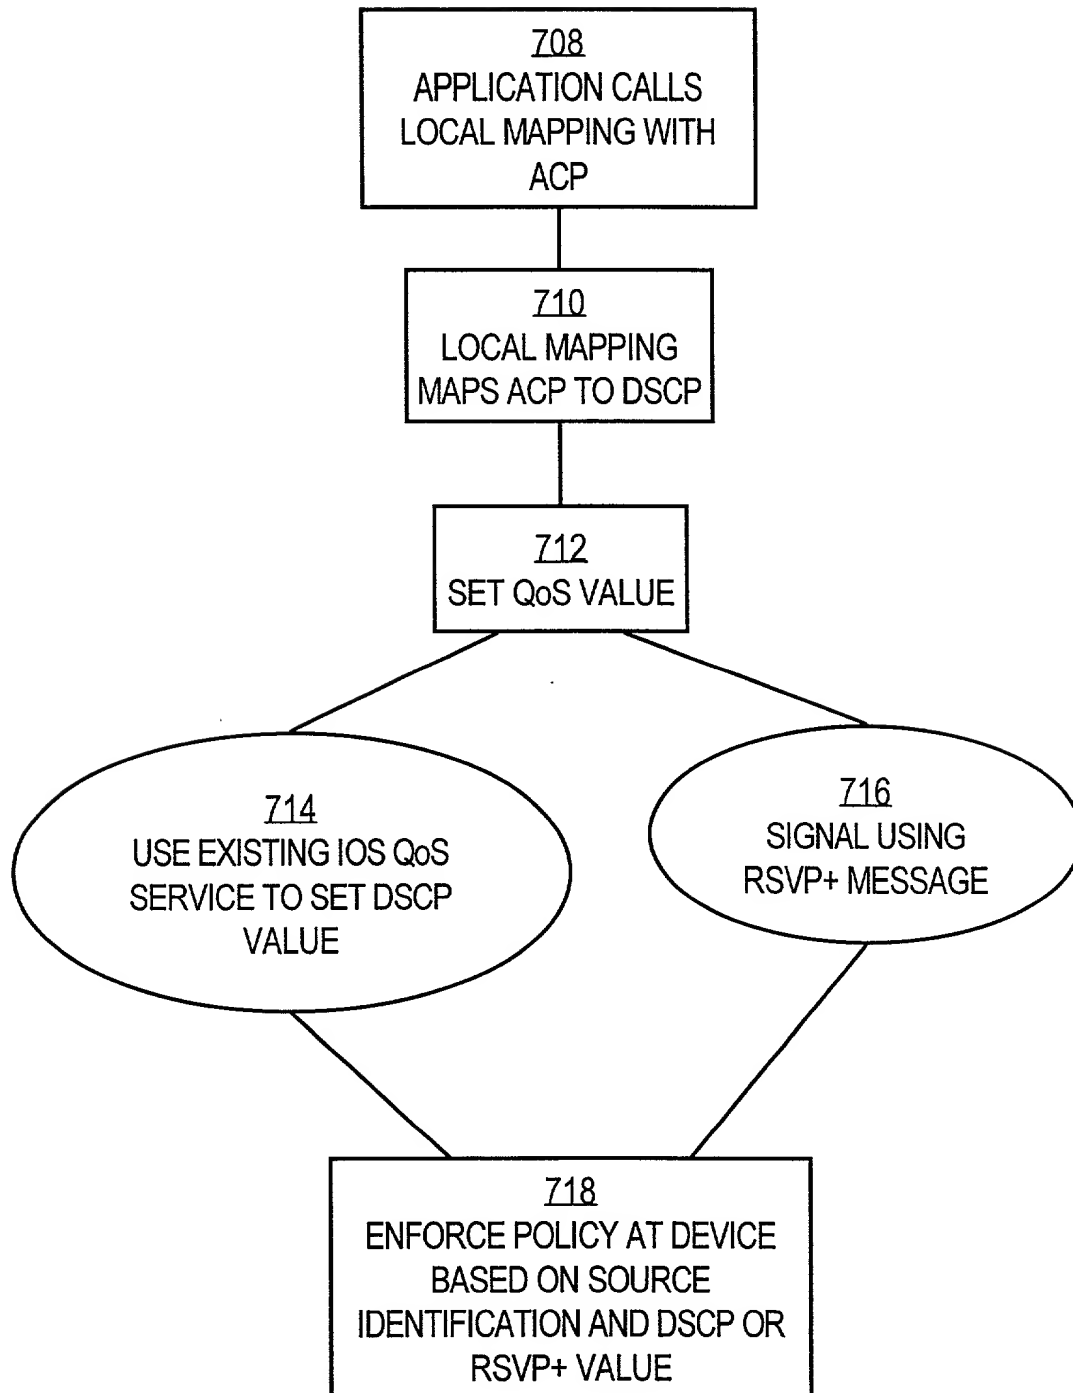 708
APPLICATION CALLS
LOCAL MAPPING WITH
ACP
710
LOCAL MAPPING
MAPS ACP TO DSCP
712
SET QoS VALUE
714
USE EXISTING IOS QoS
SERVICE TO SET DSCP
VALUE
716
SIGNAL USING
RSVP+ MESSAGE
718
ENFORCE POLICY AT DEVICE
BASED ON SOURCE
IDENTIFICATION AND DSCP OR
RSVP+ VALUE